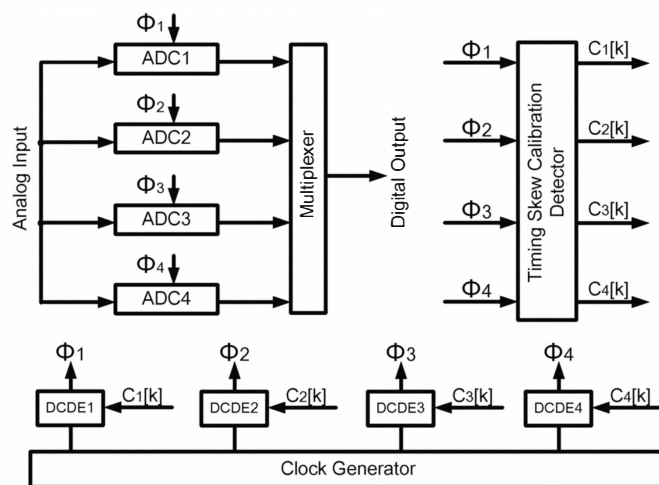 Φ1
ADC1
Φ2
ADC2
Φ3
ADC3
Φ4
ADC4
Analog Input
Multiplexer
Digital Output
Φ1
Φ2
Φ3
Φ4
Timing Skew Calibration
Detector
C1[k]
C2[k]
C3[k]
C4[k]
Φ1
Φ2
Φ3
Φ4
DCDE1
C1[k]
DCDE2
C2[k]
DCDE3
C3[k]
DCDE4
C4[k]
Clock Generator